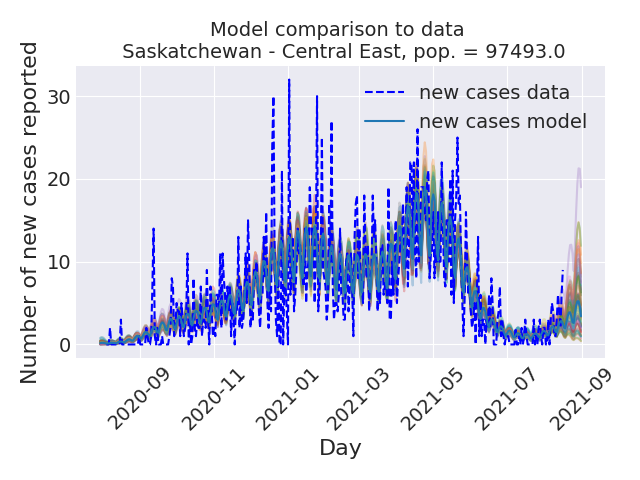 Model comparison to data
Saskatchewan - Central East, pop. = 97493.0
Number of new cases reported
30
20
10
0
new cases data
new cases model
2020-09
2020-11
2021-01
2021-03
2021-05
2021-07
2021-09
Day